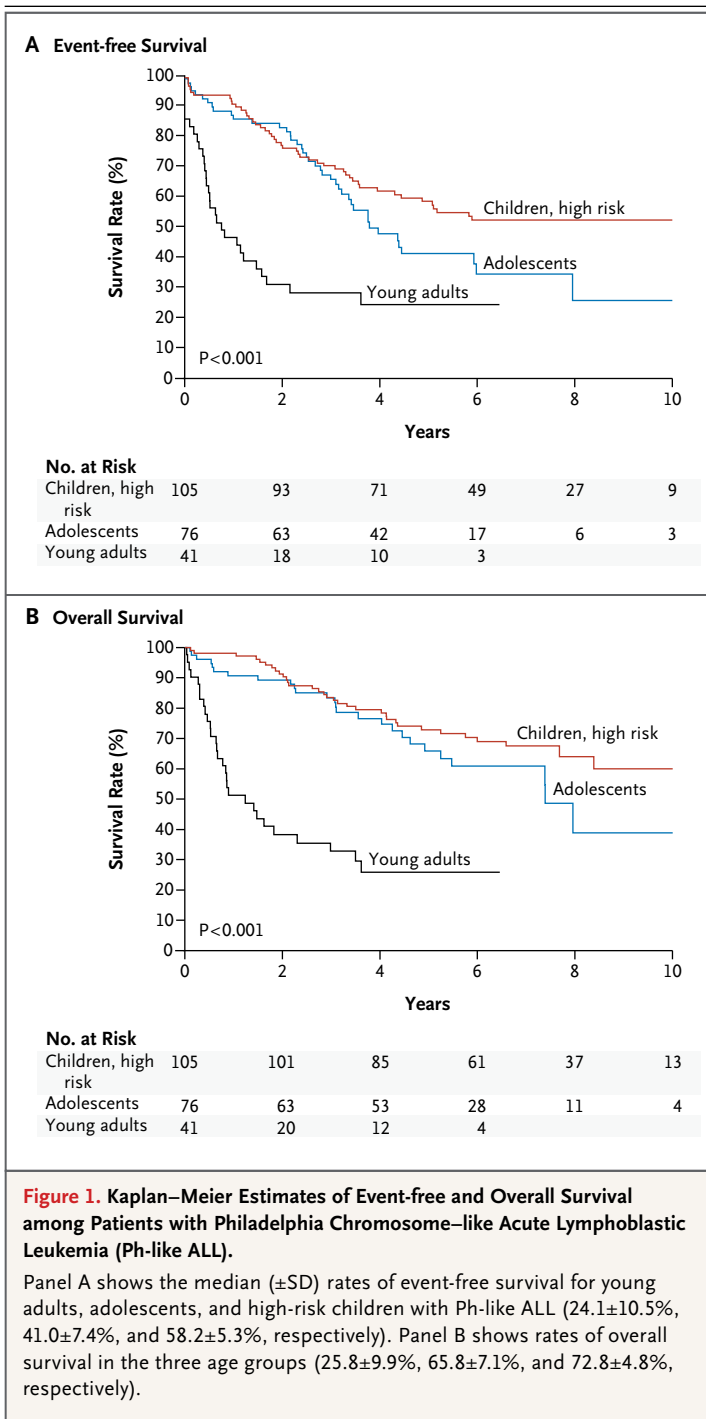 A Event-free Survival
100
90
80
70
60
50
40
30
20
10
0
Survival Rate (%)
Children, high risk
Adolescents
Young adults
P<0.001
0 2 4 6 8 10
Years
No. at Risk
Children, high 105 93 71 49 27 9
risk
Adolescents 76 63 42 17 6 3
Young adults 41 18 10 3
B Overall Survival
100
90
80
70
60
50
40
30
20
10
0
Survival Rate (%)
Children, high risk
Adolescents
Young adults
P<0.001
0 2 4 6 8 10
Years
No. at Risk
Children, high 105 101 85 61 37 13
risk
Adolescents 76 63 53 28 11 4
Young adults 41 20 12 4
Figure 1. Kaplan–Meier Estimates of Event-free and Overall Survival
among Patients with Philadelphia Chromosome–like Acute Lymphoblastic
Leukemia (Ph-like ALL).
Panel A shows the median (±SD) rates of event-free survival for young
adults, adolescents, and high-risk children with Ph-like ALL (24.1±10.5%,
41.0±7.4%, and 58.2±5.3%, respectively). Panel B shows rates of overall
survival in the three age groups (25.8±9.9%, 65.8±7.1%, and 72.8±4.8%,
respectively).